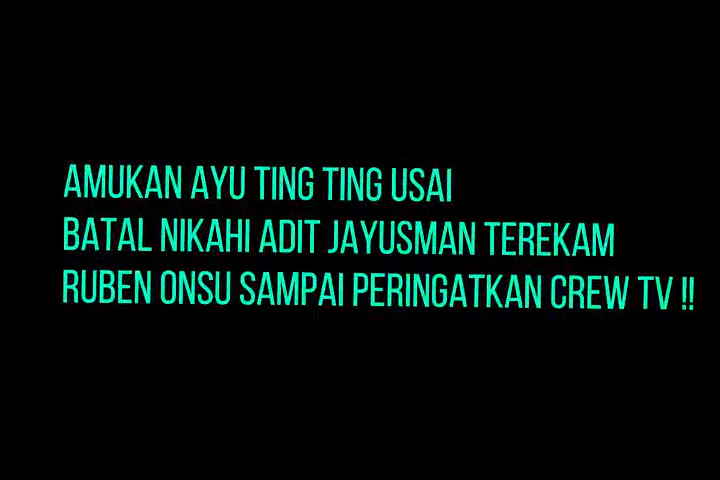 AMUKAN AYU TING TING USAI
BATAL NIKAHI ADIT JAYUSMAN TEREKAM
RUBEN ONSU SAMPAI PERINGATKAN CREW TV !!